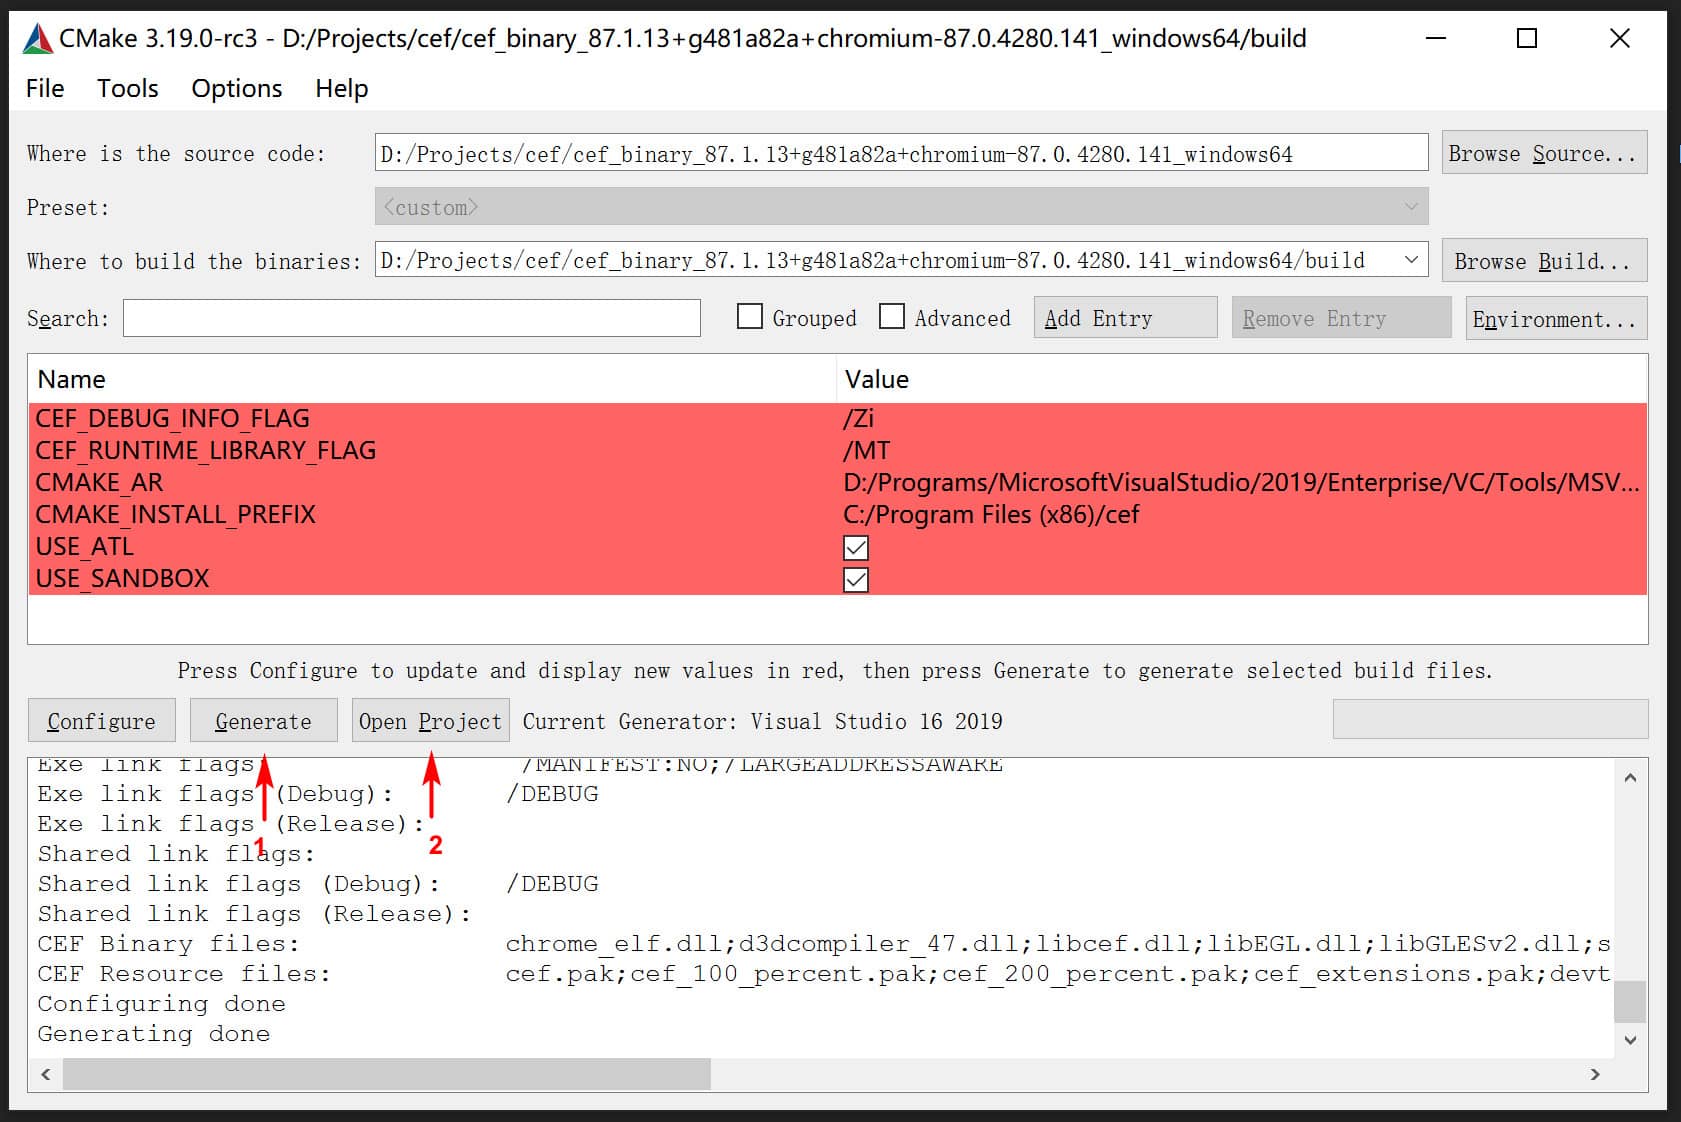 CMake 3.19.0-rc3 - D:/Projects/cef/cef_binary_87.1.13+g481a82a+chromium-87.0.4280.141_windows64/build
File Tools Options Help
Where is the source code: D:/Projects/cef/cef_binary_87.1.13+g481a82a+chromium-87.0.4280.141_windows64 Browse Source...
Preset: <custom>
Where to build the binaries: D:/Projects/cef/cef_binary_87.1.13+g481a82a+chromium-87.0.4280.141_windows64/build Browse Build...
Search: Grouped Advanced Add Entry Remove Entry Environment...
Name Value
CEF_DEBUG_INFO_FLAG /Zi
CEF_RUNTIME_LIBRARY_FLAG /MT
CMAKE_AR D:/Programs/MicrosoftVisualStudio/2019/Enterprise/VC/Tools/MSV...
CMAKE_INSTALL_PREFIX C:/Program Files (x86)/cef
USE_ATL
USE_SANDBOX
Press Configure to update and display new values in red, then press Generate to generate selected build files.
Configure Generate Open Project Current Generator: Visual Studio 16 2019
Exe link flags: /MANIFEST:NO;/LARGEADDRESSAWARE
Exe link flags (Debug): /DEBUG
Exe link flags (Release):
1 2
Shared link flags:
Shared link flags (Debug): /DEBUG
Shared link flags (Release):
CEF Binary files: chrome_elf.dll;d3dcompiler_47.dll;libcef.dll;libEGL.dll;libGLESv2.dll;s
CEF Resource files: cef.pak;cef_100_percent.pak;cef_200_percent.pak;cef_extensions.pak;devt
Configuring done
Generating done